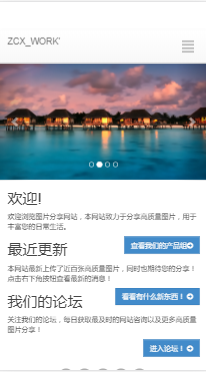 ZCX_WORK'
欢迎!
欢迎浏览图片分享网站，本网站致力于分享高质量图片，用于
丰富您的日常生活。
查看我们的产品组
最近更新
本网站最新上传了近百张高质量图片，同时也期待您的分享！
点击右下角按钮查看最新的消息！
看看有什么新东西！
我们的论坛
关注我们的论坛，每日获取最及时的网站咨询以及更多高质量
图片分享！
进入论坛！